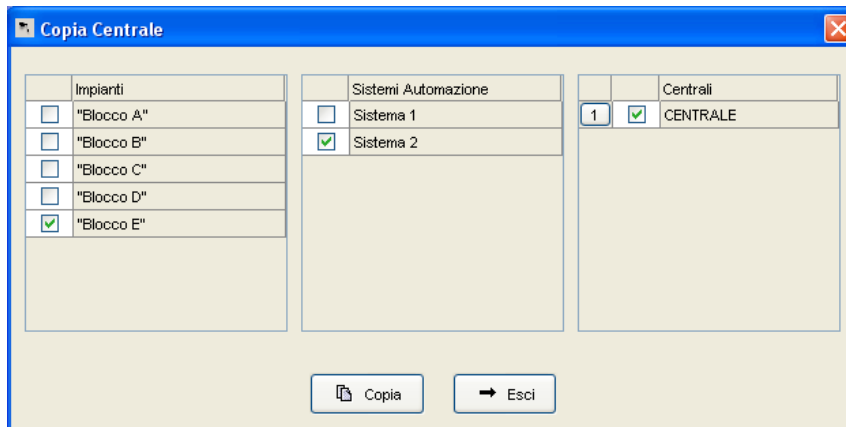 Copia Centrale
Impianti
"Blocco A"
"Blocco B"
"Blocco C"
"Blocco D"
"Blocco E"
Sistemi Automazione
Sistema 1
Sistema 2
Centrali
1 CENTRALE
Copia
Esci